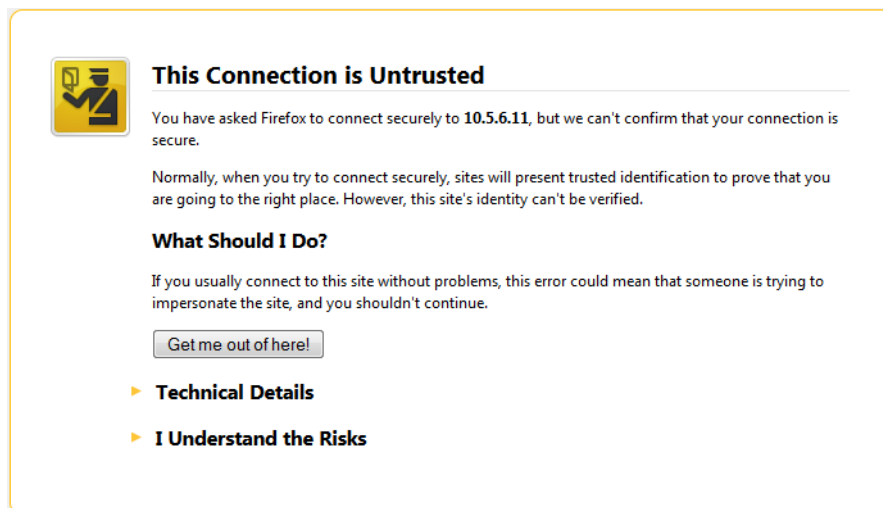 This Connection is Untrusted
You have asked Firefox to connect securely to 10.5.6.11, but we can't confirm that your connection is
secure.
Normally, when you try to connect securely, sites will present trusted identification to prove that you
are going to the right place. However, this site's identity can't be verified.
What Should I Do?
If you usually connect to this site without problems, this error could mean that someone is trying to
impersonate the site, and you shouldn't continue.
Get me out of here!
Technical Details
I Understand the Risks